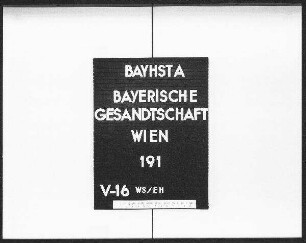 BAYHSTA
BAYERISCHE
GESANDTSCHAFT
WIEN
191
V-16 WS/EH